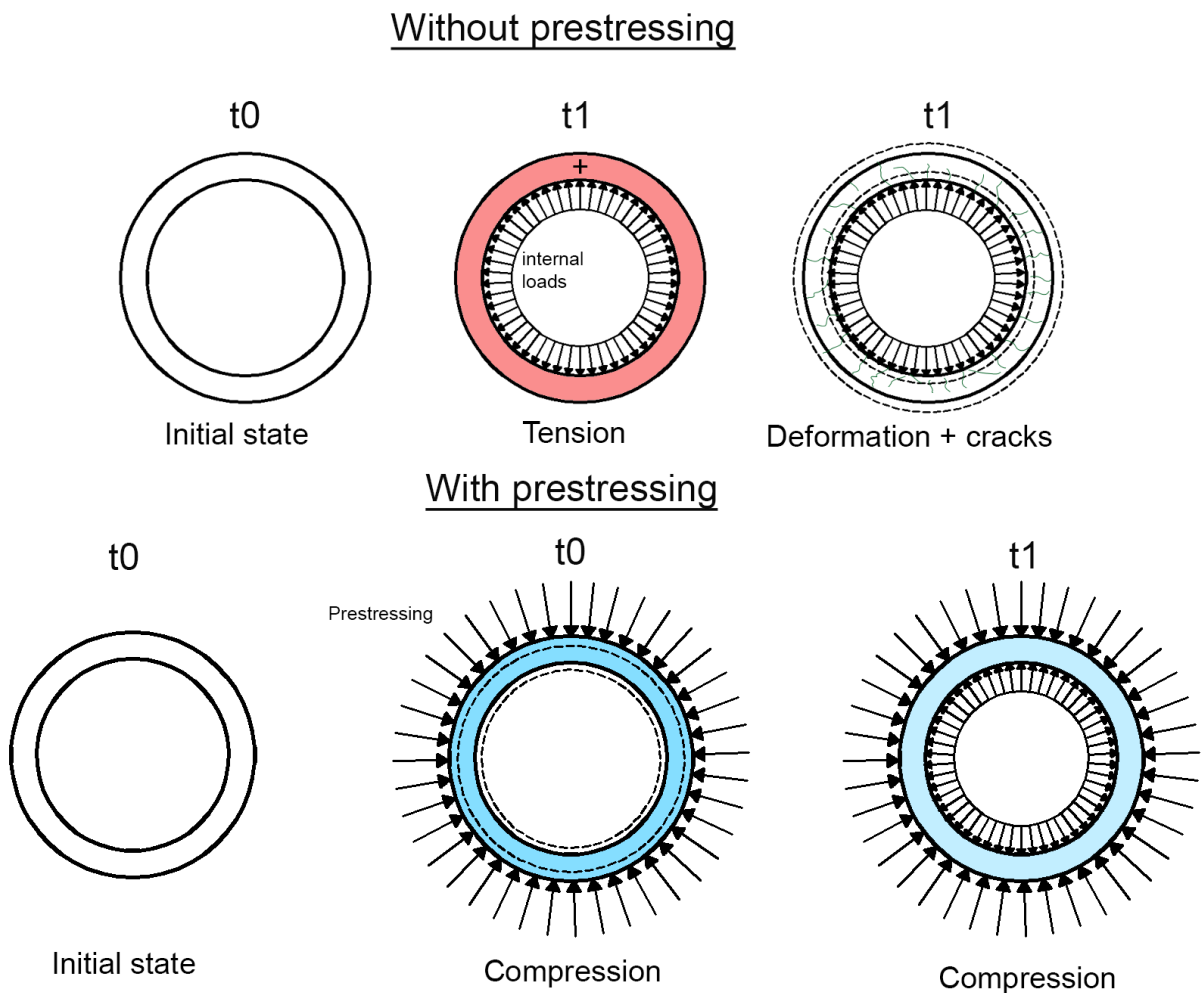 Without prestressing
t0
t1
t1
+
internal
loads
Initial state
Tension
Deformation + cracks
With prestressing
t0
t0
t1
Prestressing
Initial state
Compression
Compression